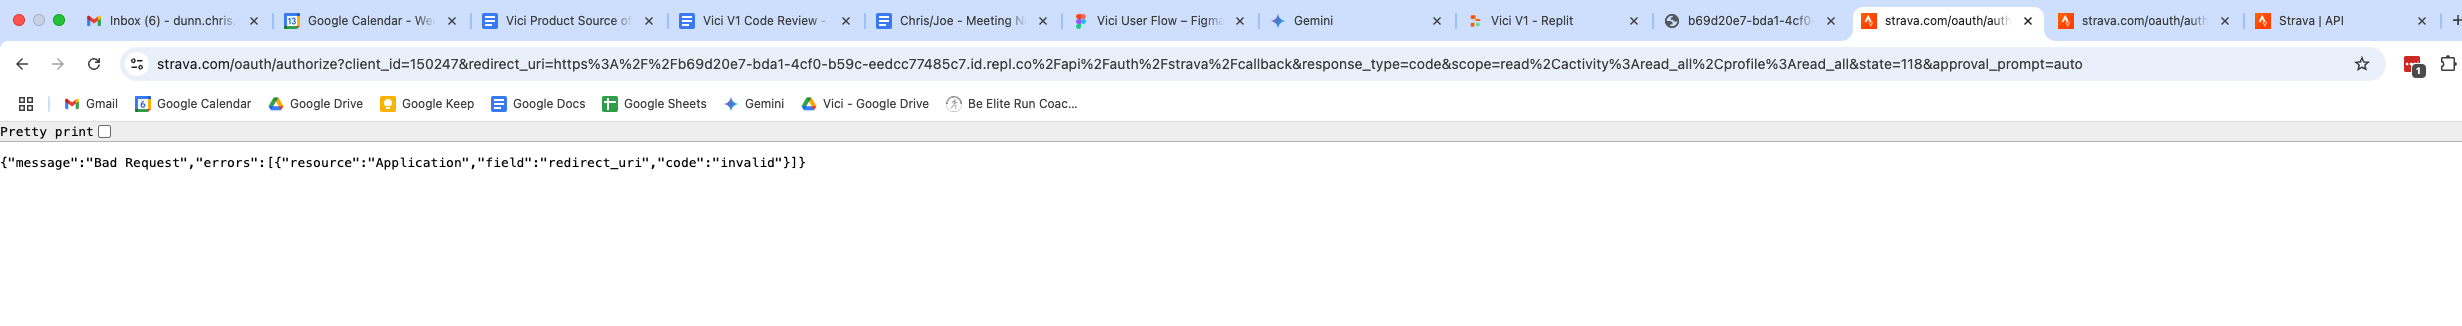 Inbox (6) - dunn.chris. Google Calendar - We Vici Product Source of Vici V1 Code Review - Chris/Joe - Meeting N Vici User Flow – Figma Gemini Vici V1 - Replit b69d20e7-bda1-4cf0- strava.com/oauth/auth strava.com/oauth/auth Strava | API
strava.com/oauth/authorize?client_id=150247&redirect_uri=https%3A%2F%2Fb69d20e7-bda1-4cf0-b59c-eedcc77485c7.id.repl.co%2Fapi%2Fauth%2Fstrava%2Fcallback&response_type=code&scope=read%2Cactivity%3Aread_all%2Cprofile%3Aread_all&state=118&approval_prompt=auto 1
Gmail 6 Google Calendar Google Drive Google Keep Google Docs Google Sheets Gemini Vici - Google Drive Be Elite Run Coac...
Pretty print
{"message":"Bad Request","errors":[{"resource":"Application","field":"redirect_uri","code":"invalid"}]}